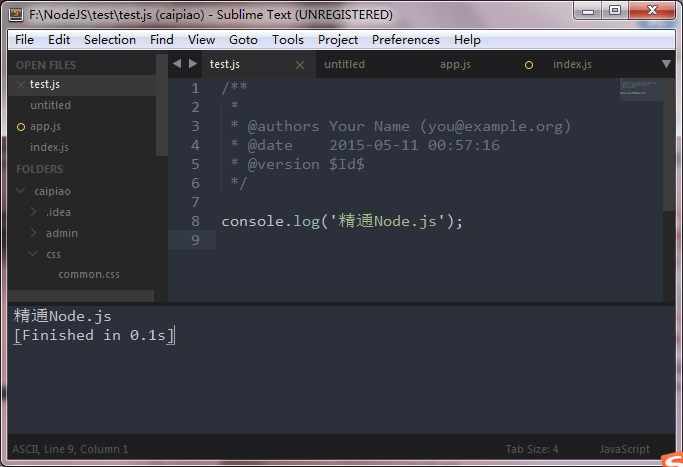 F:\NodeJS\test\test.js (caipiao) - Sublime Text (UNREGISTERED)
File Edit Selection Find View Goto Tools Project Preferences Help
OPEN FILES
test.js
untitled
app.js
index.js
FOLDERS
caipiao
.idea
admin
css
common.css
test.js untitled app.js index.js
1 /**
2 *
3 * @authors Your Name (you@example.org)
4 * @date 2015-05-11 00:57:16
5 * @version $Id$
6 */
7
8 console.log('精通Node.js');
9
精通Node.js
[Finished in 0.1s]
ASCII, Line 9, Column 1 Tab Size: 4 JavaScript